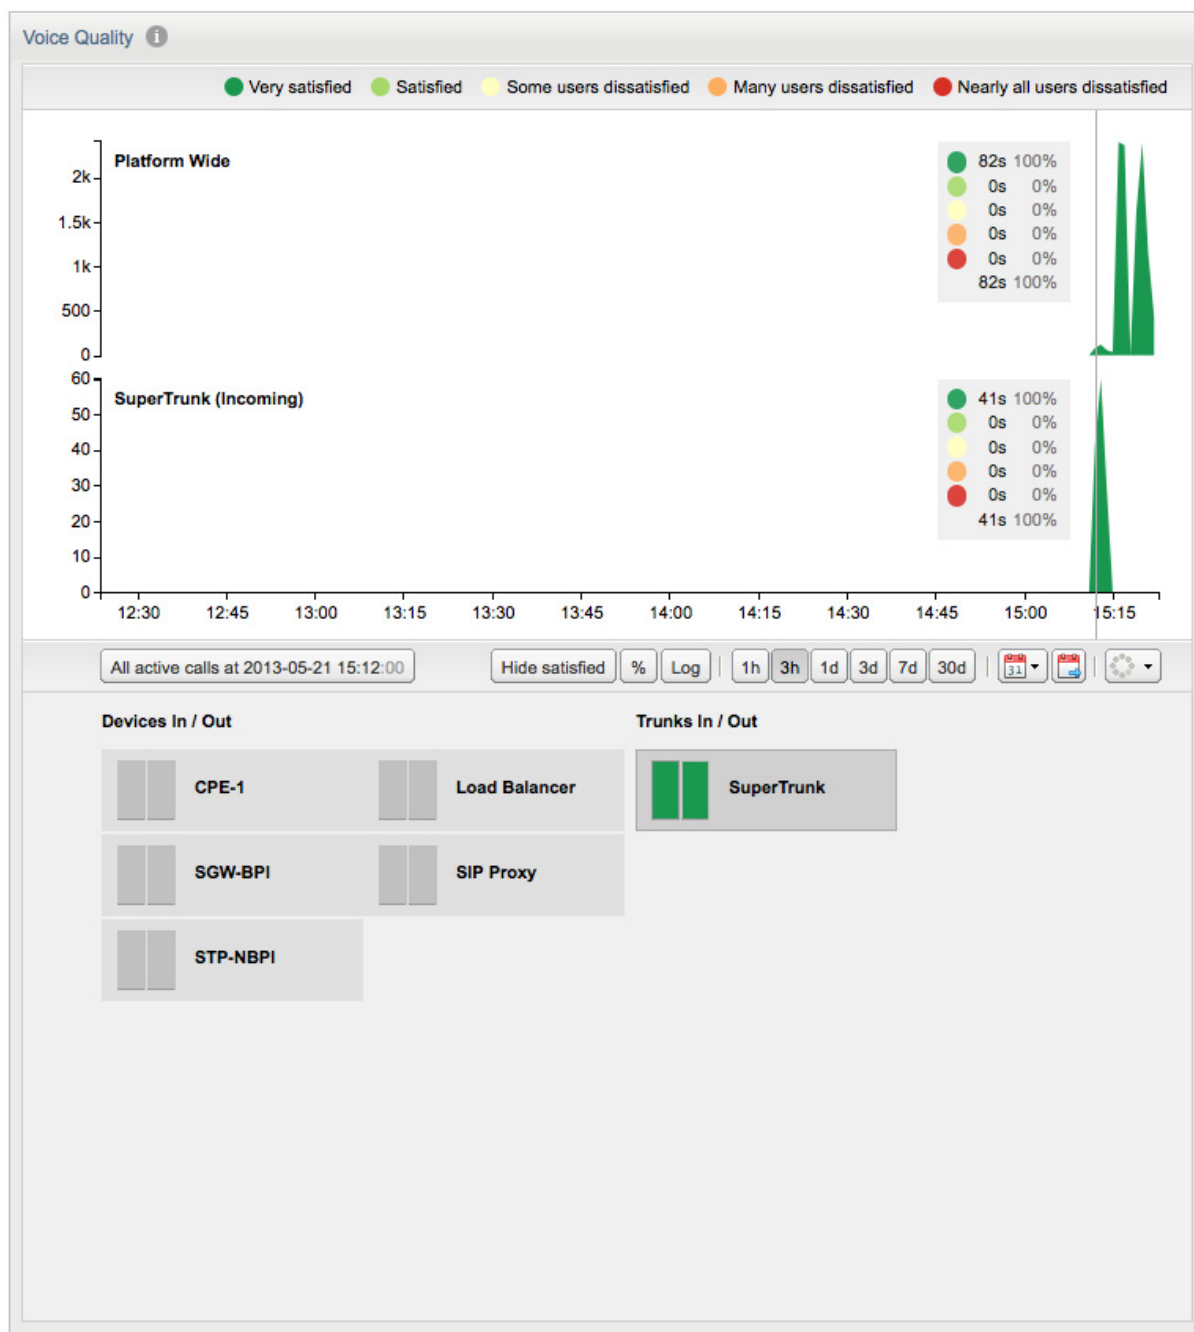 Voice Quality i
Very satisfied Satisfied Some users dissatisfied Many users dissatisfied Nearly all users dissatisfied
Platform Wide
2k
1.5k
1k
500
0
82s 100%
0s 0%
0s 0%
0s 0%
0s 0%
82s 100%
SuperTrunk (Incoming)
60
50
40
30
20
10
0
41s 100%
0s 0%
0s 0%
0s 0%
0s 0%
41s 100%
12:30 12:45 13:00 13:15 13:30 13:45 14:00 14:15 14:30 14:45 15:00 15:15
All active calls at 2013-05-21 15:12:00 Hide satisfied % Log 1h 3h 1d 3d 7d 30d 31
Devices In / Out Trunks In / Out
CPE-1 Load Balancer SuperTrunk
SGW-BPI SIP Proxy
STP-NBPI